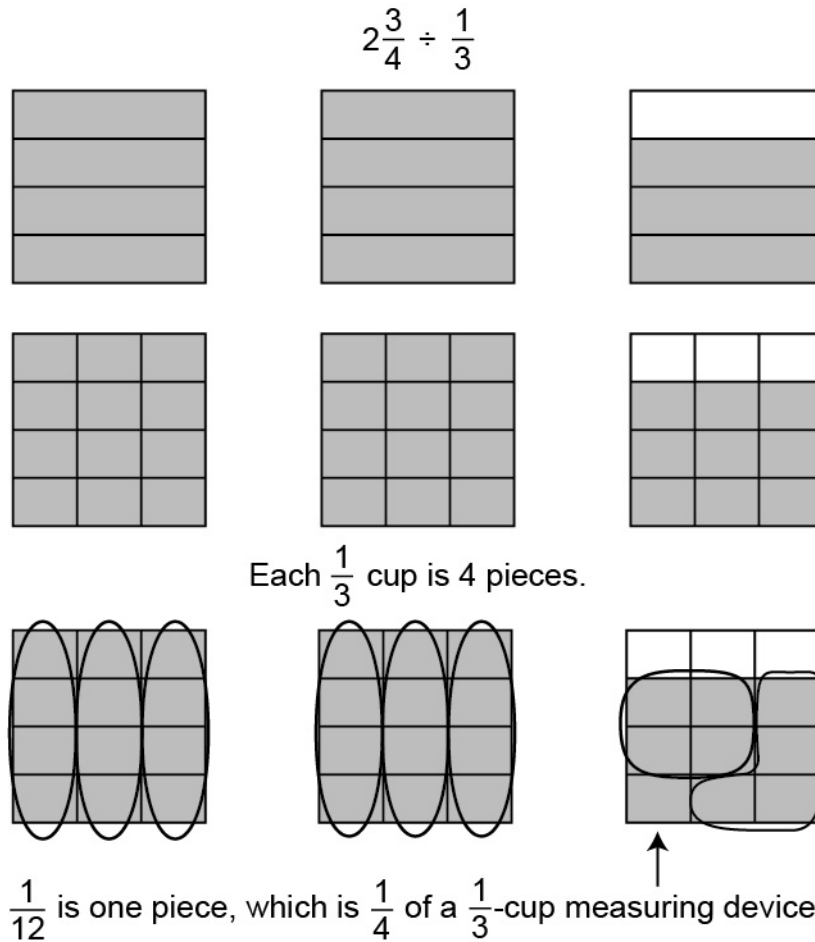 2 3/4 ÷ 1/3
Each 1/3 cup is 4 pieces.
1/12 is one piece, which is 1/4 of a 1/3-cup measuring device